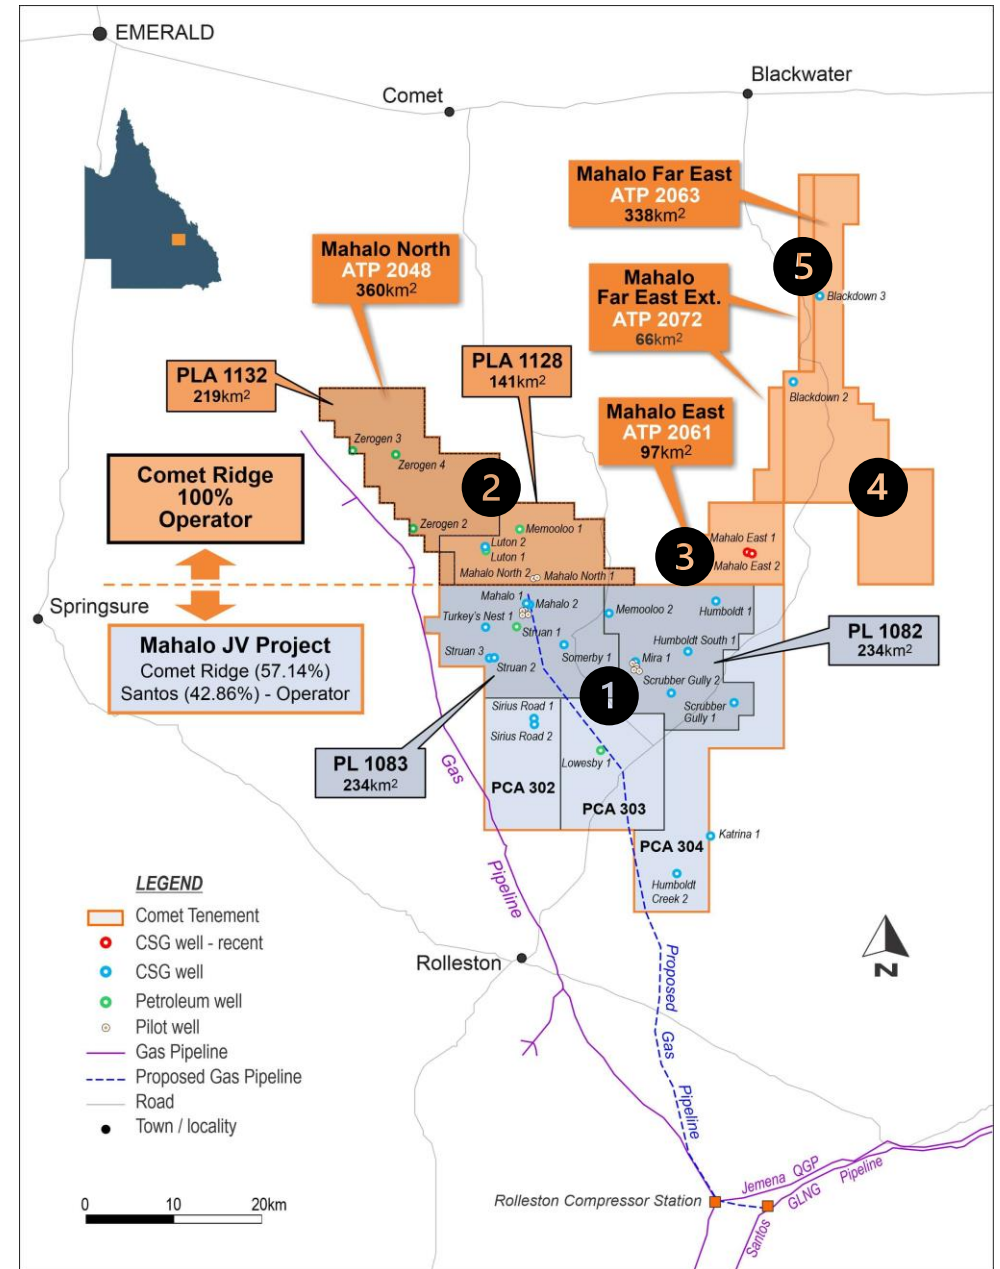 EMERALD
Comet
Blackwater
Mahalo Far East
ATP 2063
338km²
Mahalo North
ATP 2048
360km²
5
Mahalo
Far East Ext.
ATP 2072
66km²
Blackdown 3
PLA 1132
219km²
PLA 1128
141km²
Blackdown 2
Mahalo East
ATP 2061
97km²
Zerogen 3
Zerogen 4
Comet Ridge
100%
Operator
2
4
Zerogen 2
Memooloo 1
Luton 2
Luton 1
Mahalo North 2
Mahalo North 1
3
Mahalo East 1
Mahalo East 2
Springsure
Mahalo JV Project
Comet Ridge (57.14%)
Santos (42.86%) - Operator
Mahalo 1
Mahalo 2
Turkey's Nest 1
Struan 1
Struan 3
Struan 2
Somerby 1
Memooloo 2
Humboldt 1
Humboldt South 1
Mira 1
Scrubber Gully 2
Scrubber
Gully 1
PL 1082
234km²
1
Sirius Road 1
Sirius Road 2
Lowesby 1
PL 1083
234km²
PCA 302
PCA 303
PCA 304
Katrina 1
Humboldt
Creek 2
Gas
Pipeline
LEGEND
Comet Tenement
CSG well - recent
CSG well
Petroleum well
Pilot well
Gas Pipeline
Proposed Gas Pipeline
Road
Town / locality
Rolleston
N
Proposed
Gas
Pipeline
0 10 20km
Rolleston Compressor Station
Jemena QGP
Santos GLNG Pipeline